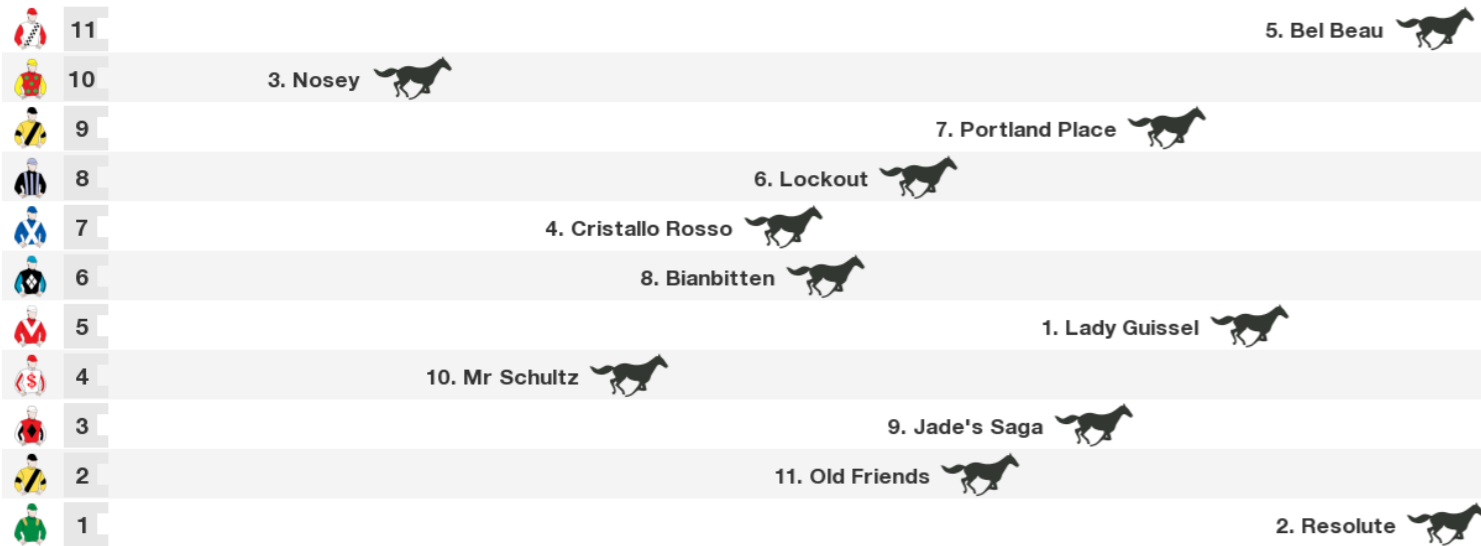 11 5. Bel Beau
10 3. Nosey
9 7. Portland Place
8 6. Lockout
7 4. Cristallo Rosso
6 8. Bianbitten
5 1. Lady Guissel
$ 4 10. Mr Schultz
3 9. Jade's Saga
2 11. Old Friends
1 2. Resolute